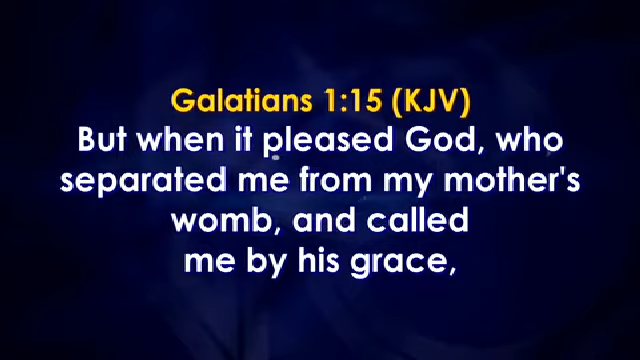 Galatians 1:15 (KJV)
But when it pleased God, who
separated me from my mother's
womb, and called
me by his grace,